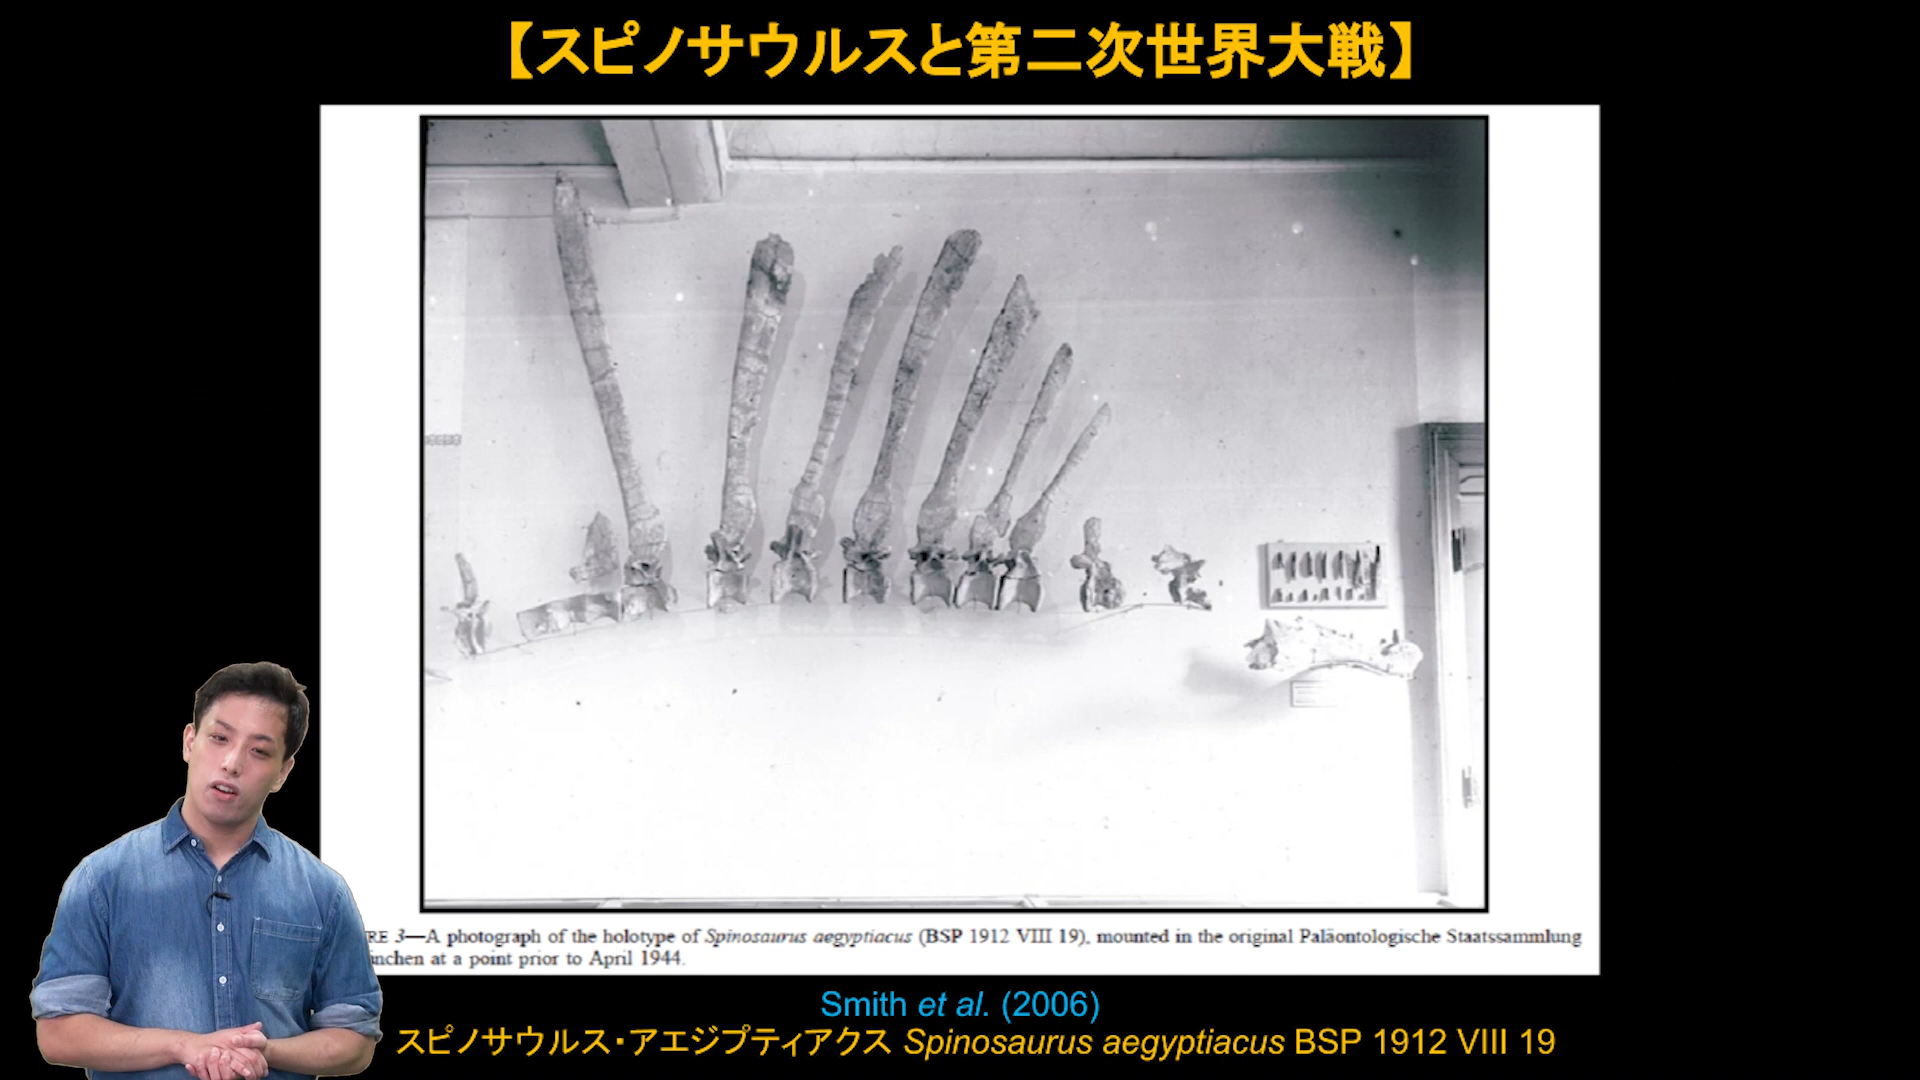 【スピノサウルスと第二次世界大戦】
RE 3—A photograph of the holotype of Spinosaurus aegyptiacus (BSP 1912 VIII 19), mounted in the original Paläontologische Staatssammlung
inchen at a point prior to April 1944.
Smith et al. (2006)
スピノサウルス・アエジプティアクス Spinosaurus aegyptiacus BSP 1912 VIII 19